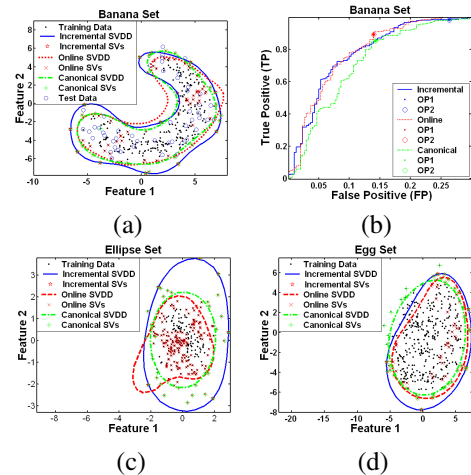 Banana Set
Feature 2
6
4
2
0
-2
-4
-6
Training Data
Incremental SVDD
Incremental SVs
Online SVDD
Online SVs
Canonical SVDD
Canonical SVs
Test Data
-10
-5
0
5
Feature 1
(a)
Banana Set
True Positive (TP)
0.8
0.6
0.4
0.2
0
Incremental
OP1
OP2
Online
OP1
OP2
Canonical
OP1
OP2
0.05
0.15
0.25
False Positive (FP)
(b)
Ellipse Set
Feature 2
3
2
1
0
-1
-2
-3
Training Data
Incremental SVDD
Incremental SVs
Online SVDD
Online SVs
Canonical SVDD
Canonical SVs
-8
-6
-4
-2
0
2
Feature 1
(c)
Egg Set
Feature 2
6
4
2
0
-2
-4
-6
-8
Training Data
Incremental SVDD
Incremental SVs
Online SVDD
Online SVs
Canonical SVDD
Canonical SVs
-20
-15
-10
-5
0
5
Feature 1
(d)